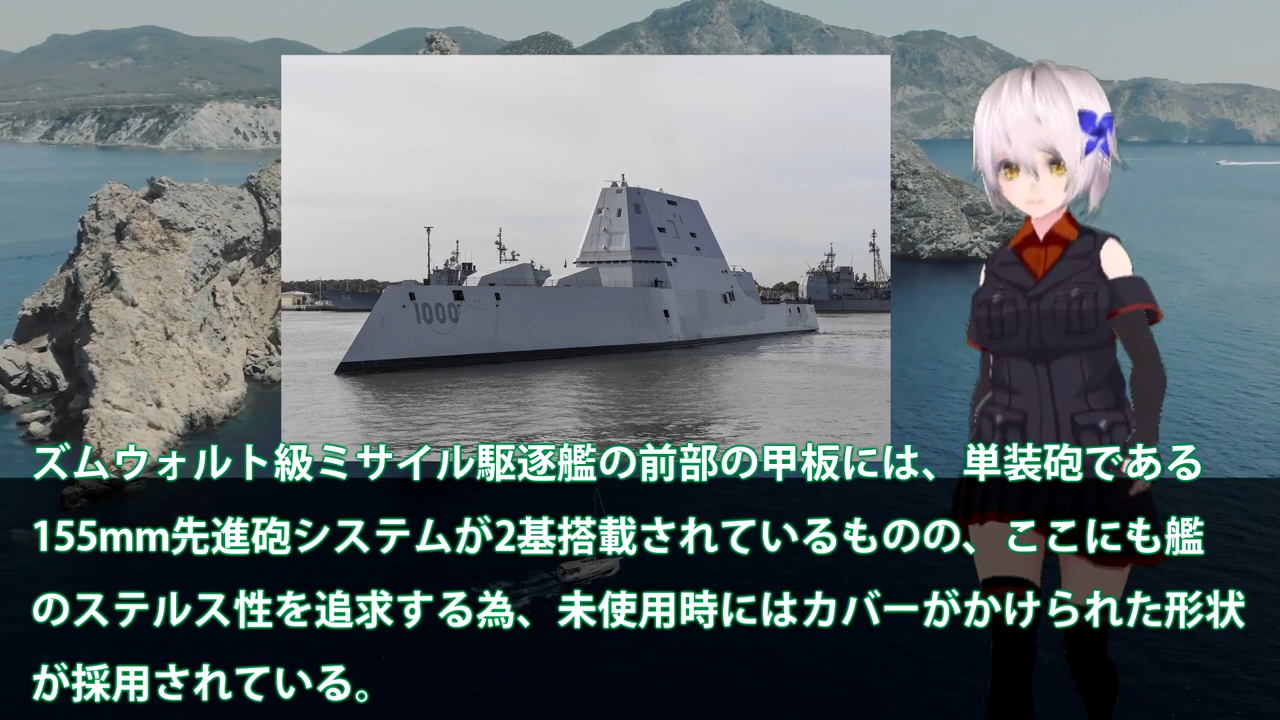 1000
ズムウォルト級ミサイル駆逐艦の前部の甲板には、単装砲である
155mm先進砲システムが2基搭載されているものの、ここにも艦
のステルス性を追求する為、未使用時にはカバーがかけられた形状
が採用されている。